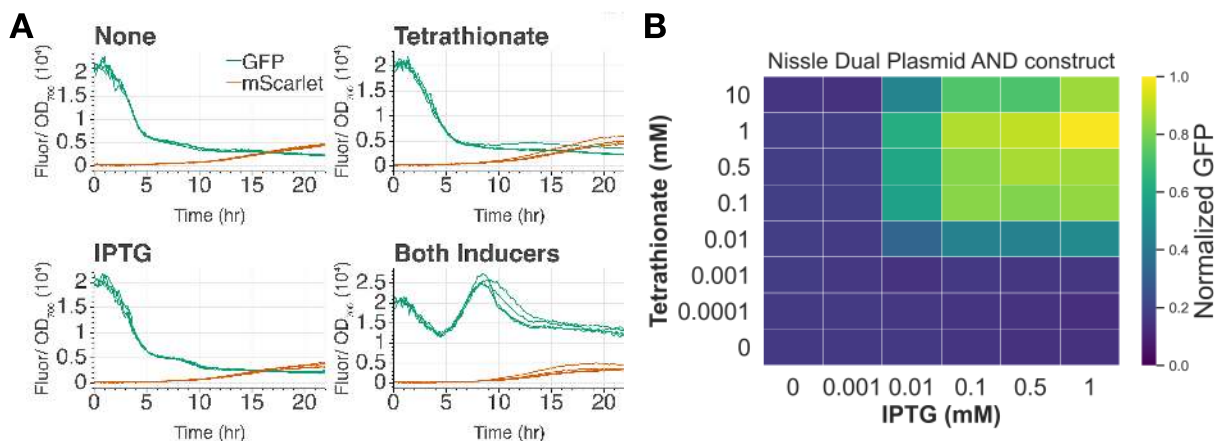 A
None
GFP
mScarlet
Fluor/ OD700 (10⁴)
2
1.5
1
0.5
0
0 5 10 15 20
Time (hr)
Tetrathionate
Fluor/ OD700 (10⁴)
2
1.5
1
0.5
0
0 5 10 15 20
Time (hr)
IPTG
Fluor/ OD700 (10⁴)
2
1.5
1
0.5
0
0 5 10 15 20
Time (hr)
Both Inducers
Fluor/ OD700 (10⁴)
2.5
2
1.5
1
0.5
0
0 5 10 15 20
Time (hr)
B
Nissle Dual Plasmid AND construct
Tetrathionate (mM)
10
1
0.5
0.1
0.01
0.001
0.0001
0
0 0.001 0.01 0.1 0.5 1
IPTG (mM)
1.0
0.8
0.6
0.4
0.2
0.0
Normalized GFP